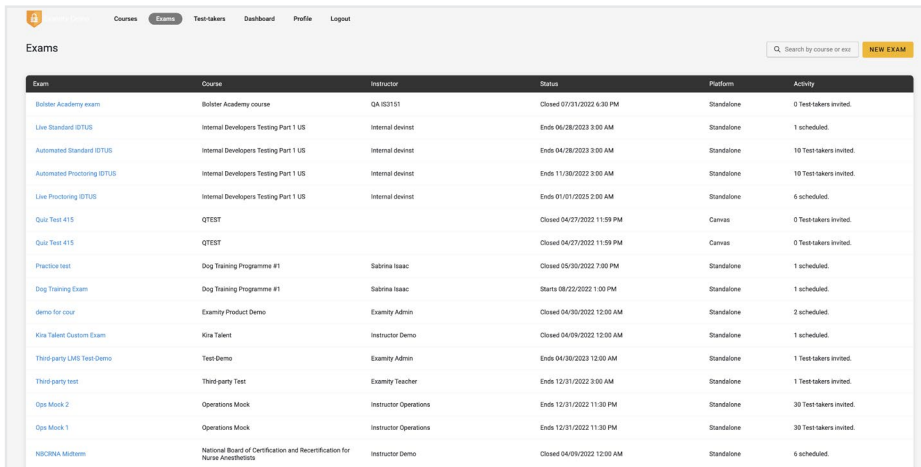 Courses Exams Test-takers Dashboard Profile Logout
Exams
Search by course or exa
NEW EXAM
Exam Course Instructor Status Platform Activity
Bolster Academy exam Bolster Academy course QA IS3151 Closed 07/31/2022 6:30 PM Standalone 0 Test-takers invited.
Live Standard IDTUS Internal Developers Testing Part 1 US Internal devinst Ends 06/28/2023 3:00 AM Standalone 1 scheduled.
Automated Standard IDTUS Internal Developers Testing Part 1 US Internal devinst Ends 04/28/2023 3:00 AM Standalone 10 Test-takers invited.
Automated Proctoring IDTUS Internal Developers Testing Part 1 US Internal devinst Ends 11/30/2022 3:00 AM Standalone 10 Test-takers invited.
Live Proctoring IDTUS Internal Developers Testing Part 1 US Internal devinst Ends 01/01/2025 2:00 AM Standalone 6 scheduled.
Quiz Test 415 QTEST Closed 04/27/2022 11:59 PM Canvas 0 Test-takers invited.
Quiz Test 415 QTEST Closed 04/27/2022 11:59 PM Canvas 0 Test-takers invited.
Practice test Dog Training Programme #1 Sabrina Isaac Closed 05/30/2022 7:00 PM Standalone 1 scheduled.
Dog Training Exam Dog Training Programme #1 Sabrina Isaac Starts 08/22/2022 1:00 PM Standalone 1 scheduled.
demo for cour Examity Product Demo Examity Admin Closed 04/30/2022 12:00 AM Standalone 2 scheduled.
Kira Talent Custom Exam Kira Talent Instructor Demo Closed 04/09/2022 12:00 AM Standalone 1 scheduled.
Third-party LMS Test-Demo Test-Demo Examity Admin Ends 04/30/2023 12:00 AM Standalone 1 Test-takers invited.
Third-party test Third-party Test Examity Teacher Ends 12/31/2022 3:00 AM Standalone 1 Test-takers invited.
Ops Mock 2 Operations Mock Instructor Operations Ends 12/31/2022 11:30 PM Standalone 30 Test-takers invited.
Ops Mock 1 Operations Mock Instructor Operations Ends 12/31/2022 11:30 PM Standalone 30 Test-takers invited.
NBCRNA Midterm National Board of Certification and Recertification for Instructor Demo Closed 04/09/2022 12:00 AM Standalone 6 scheduled.
Nurse Anesthetists